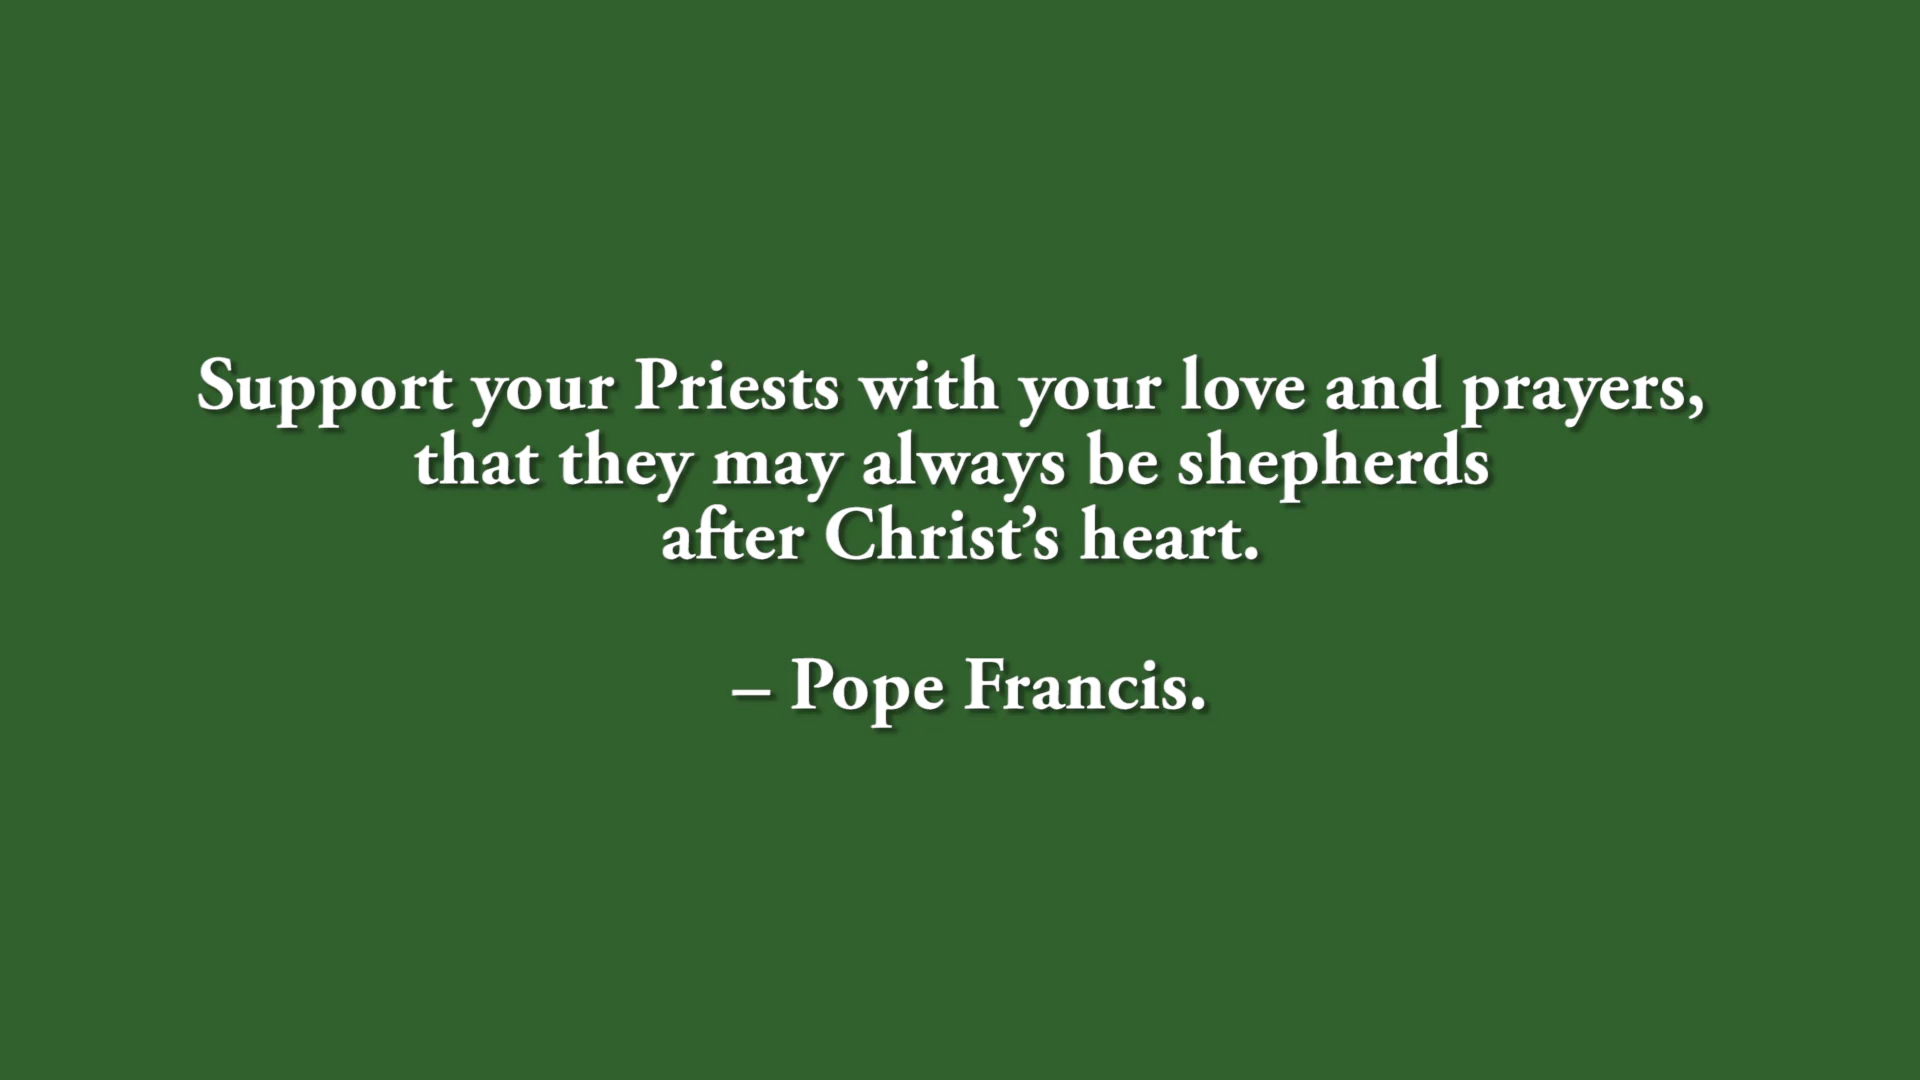 Support your Priests with your love and prayers,
that they may always be shepherds
after Christ’s heart.
– Pope Francis.